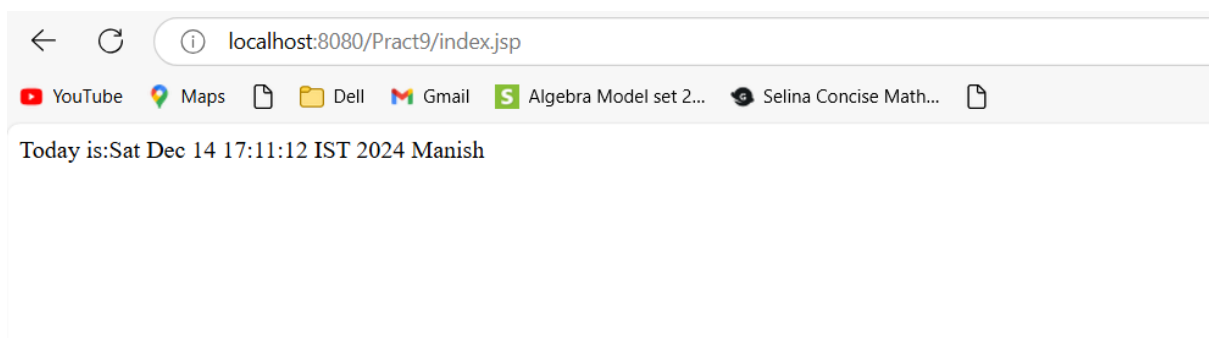 localhost:8080/Pract9/index.jsp
YouTube Maps Dell Gmail S Algebra Model set 2... G Selina Concise Math...
Today is:Sat Dec 14 17:11:12 IST 2024 Manish